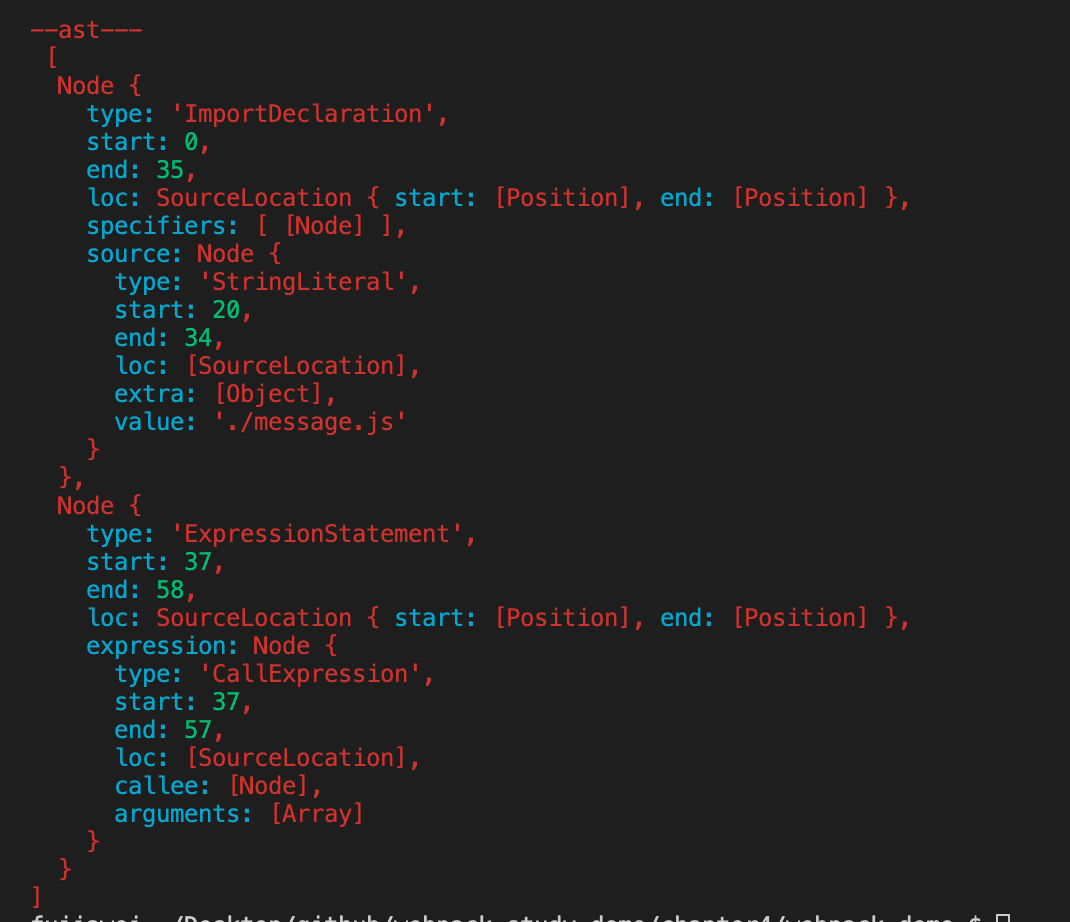 --ast---
[
Node {
type: 'ImportDeclaration',
start: 0,
end: 35,
loc: SourceLocation { start: [Position], end: [Position] },
specifiers: [ [Node] ],
source: Node {
type: 'StringLiteral',
start: 20,
end: 34,
loc: [SourceLocation],
extra: [Object],
value: './message.js'
}
},
Node {
type: 'ExpressionStatement',
start: 37,
end: 58,
loc: SourceLocation { start: [Position], end: [Position] },
expression: Node {
type: 'CallExpression',
start: 37,
end: 57,
loc: [SourceLocation],
callee: [Node],
arguments: [Array]
}
}
]